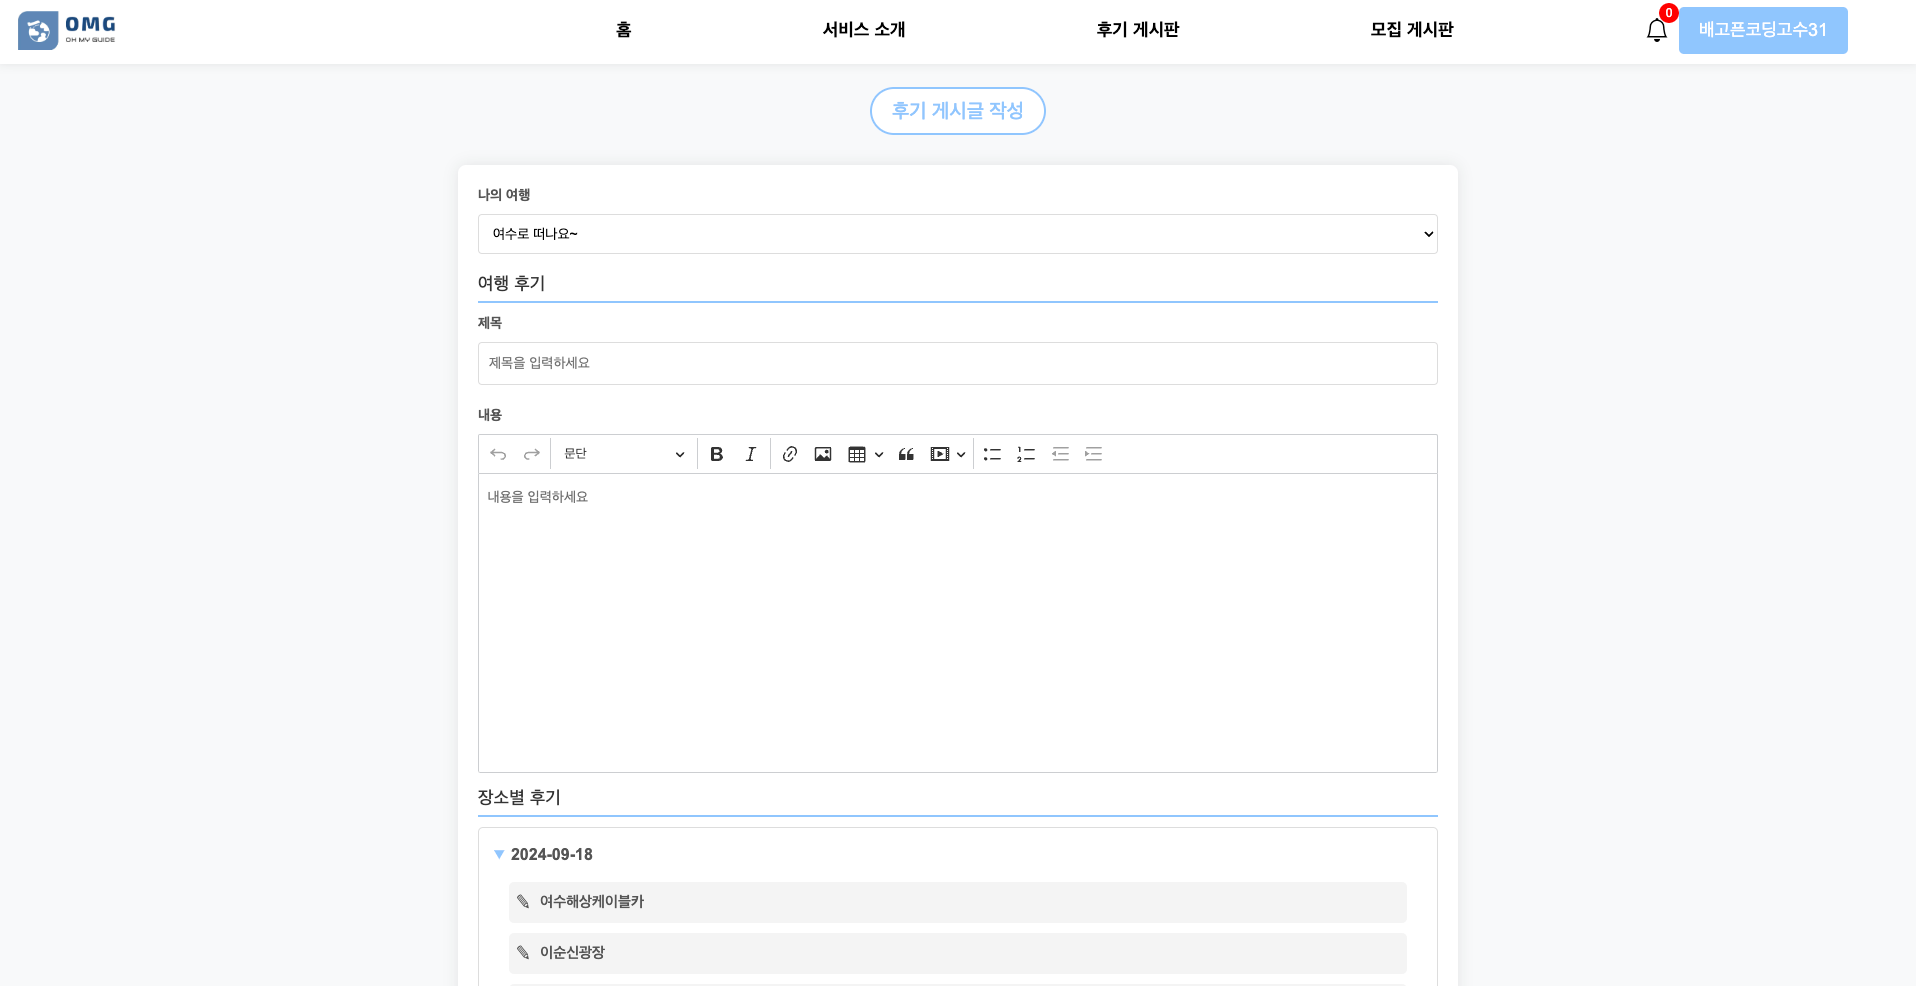 OMG
OH MY GUIDE
홈
서비스 소개
후기 게시판
모집 게시판
0
배고픈코딩고수31
후기 게시글 작성
나의 여행
여수로 떠나요~
여행 후기
제목
제목을 입력하세요
내용
문단
내용을 입력하세요
장소별 후기
2024-09-18
여수해상케이블카
이순신광장